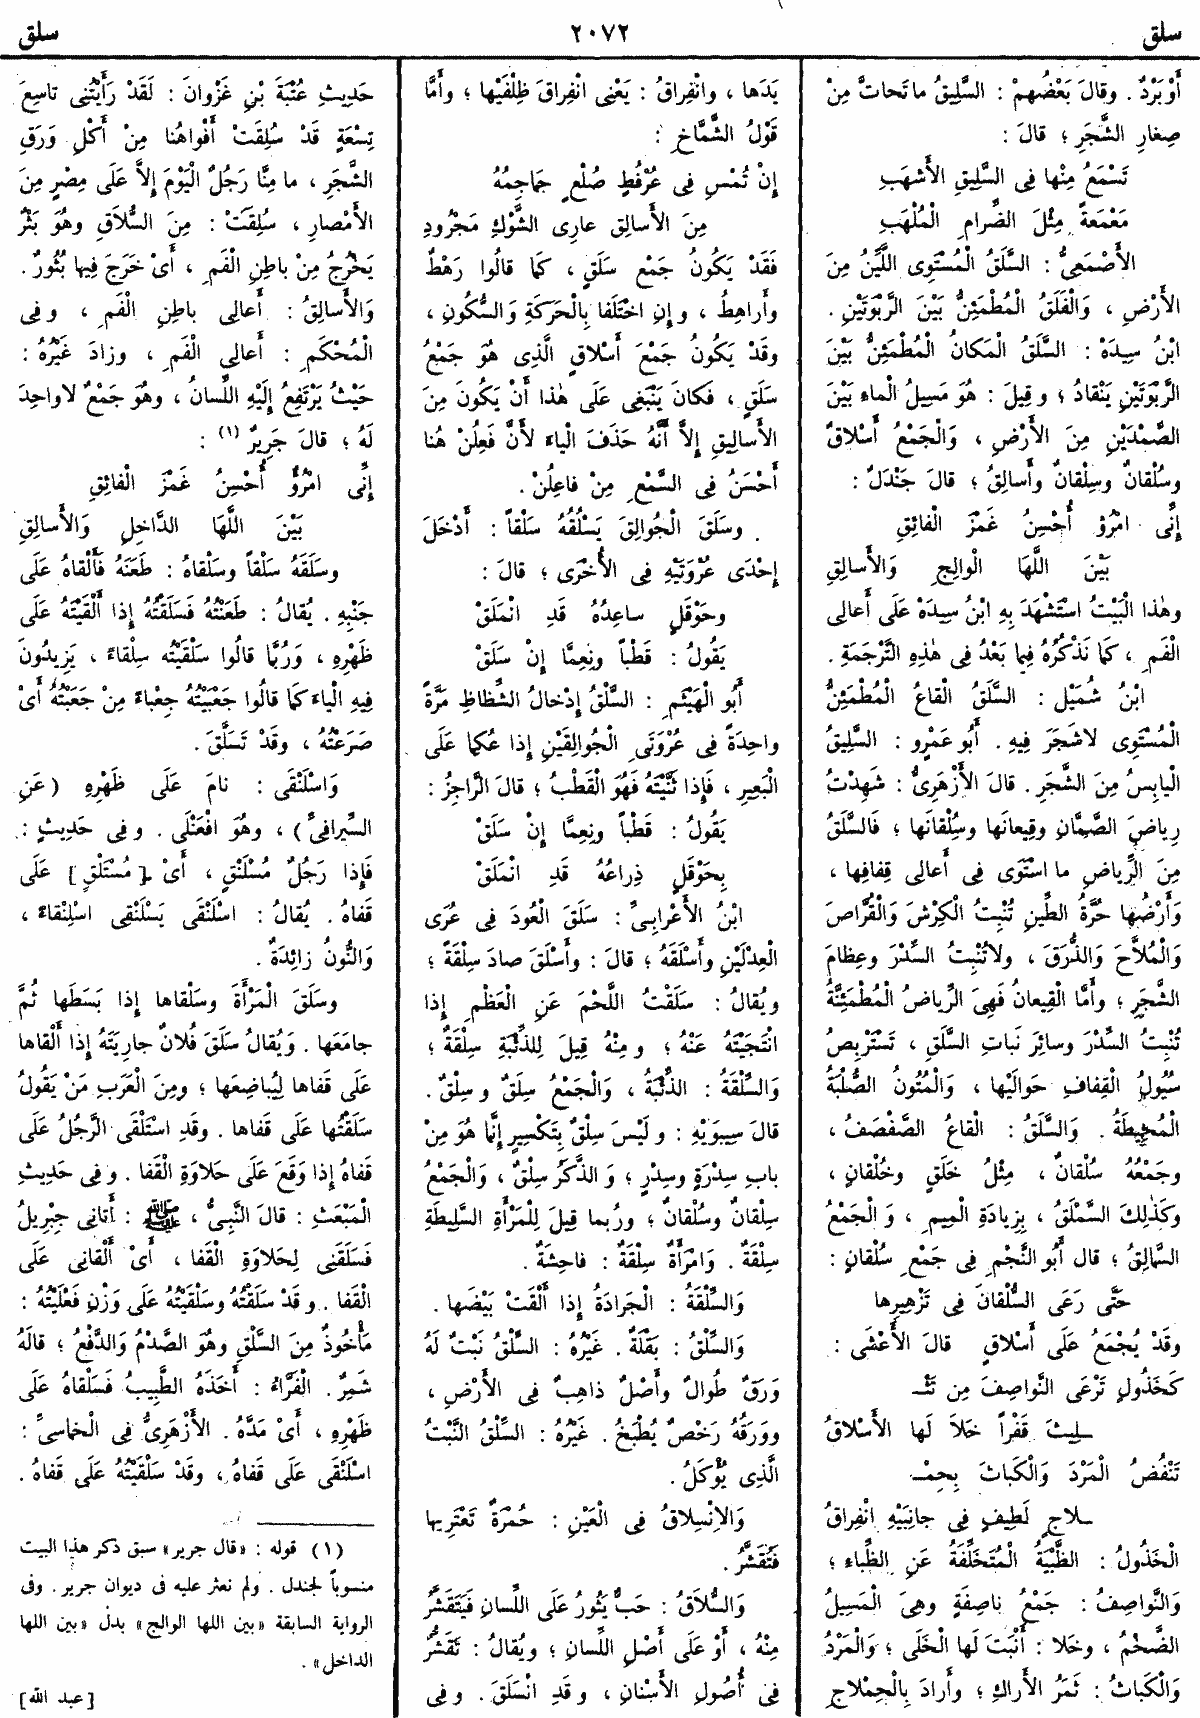 سلق
٢٠٧٢
سلق
أَوْبَرْدٌ . وقالَ بَعْضُهمْ : السَّلِيقُ ما تَحاتَّ مِنْ
صِغارِ الشَّجَرِ ؛ قالَ :
تَسْمَعُ مِنْها فِى السَّلِيقِ الأَشْهَبِ
مَعْمَعةً مِثْلَ الضِّرامِ الْمُلْهَبِ
الأَصْمَعِىُّ : السَّلَقُ الْمُسْتَوِى اللَّيِّنُ مِنَ
الأَرْضِ ، وَالْفَلَقُ الْمُطْمَئِنُّ بَيْنَ الرَّبْوَتَيْنِ .
ابْنُ سِيدَهْ : السَّلَقُ الْمَكانُ الْمُطْمَئِنُّ بَيْنَ
الرَّبْوَتَيْنِ يَنْقادُ ؛ وقِيلَ : هُوَ مَسِيلُ الْماءِ بَيْنَ
الصَّمْدَيْنِ مِنَ الأَرْضِ ، وَالْجَمْعُ أَسْلاقٌ
وسُلْقانٌ وسِلْقانٌ وأَسالِقُ ؛ قالَ جَنْدَلٌ :
إِنِّى امْرُؤٌ أُحْسِنُ غَمْزَ الْفائِقِ
بَيْنَ اللَّهَا الْوالِجِ وَالأَسالِقِ
وهٰذا الْبَيْتُ اسْتَشْهَدَ بِهِ ابْنُ سِيدَهْ عَلَى أَعالِى
الْفَمِ ، كَما نَذْكُرُهُ فِيما بَعْدُ فِى هٰذِهِ التَّرْجَمَةِ .
ابْنُ شُمَيْلٍ : السَّلَقُ الْقاعُ الْمُطْمَئِنُّ
الْمُسْتَوِى لا شَجَرَ فِيهِ . أَبُو عَمْرٍو : السَّلِيقُ
الْيابِسُ مِنَ الشَّجَرِ . قالَ الأَزْهَرِىُّ : شَهِدْتُ
رِياضَ الصَّمَّانِ وقِيعانَها وسُلْقانَها ؛ فَالسَّلَقُ
مِنَ الرِّياضِ ما اسْتَوَى فِى أَعالِى قِفافِها ،
وَأَرْضُها حُرَّةُ الطِّينِ تُنْبِتُ الْكِرْشَ وَالْقُرَّاصَ
وَالْمُلَّاحَ وَالذُّرَقَ ، ولا تُنْبِتُ السِّدْرَ وعِظامَ
الشَّجَرِ ؛ وأَمَّا الْقِيعانُ فَهِىَ الرِّياضُ الْمُطْمَئِنَّةُ
تُنْبِتُ السِّدْرَ وسائِرَ نَباتِ السَّلَقِ ، تَسْتَرْبِضُ
سُيُولُ الْقِفافِ حَوالَيْها ، وَالْمُتُونُ الصُّلْبَةُ
الْمُحِيطَةُ . وَالسَّلَقُ : الْقاعُ الصَّفْصَفُ ،
وجَمْعُهُ سُلْقانٌ ، مِثْلُ خَلَقٍ وخُلْقانٍ ،
وكَذٰلِكَ السَّمْلَقُ ، بِزِيادَةِ الْمِيمِ ، وَالْجَمْعُ
السَّمالِقُ ؛ قال أَبُو النَّجْمِ فِى جَمْعِ سُلْقانٍ :
حَتَّى رَعَى السُّلْقانَ فِى تَزْهِيرِها
وقَدْ يُجْمَعُ عَلَى أَسْلاقٍ قالَ الأَعْشَى :
كَخَذُولٍ تَرْعَى النَّواصِفَ مِن تَثْـ
ـلِيثَ قَفْراً خَلاَ لَها الأَسْلاقُ
تَنْفُضُ الْمَرْدَ وَالْكَباثَ بِحِمْـ
ـلاجٍ لَطِيفٍ فِى جانِبَيْهِ انْفِراقُ
الْخَذُولُ : الظَّبْيَةُ الْمُتَخَلِّفَةُ عَنِ الظِّباءِ ؛
وَالنَّواصِفُ : جَمْعُ ناصِفَةٍ وهِىَ الْمَسِيلُ
الضَّخْمُ ، وخَلا : أَنْبَتَ لَها الْخَلَى ؛ وَالْمَرْدُ
وَالْكَباثُ : ثَمَرُ الأَراكِ ؛ وأَرادَ بِالْحِمْلاجِ
يَدَها ، وانْفِراقُ : يَعْنِى انْفِراقَ ظِلْفَيْها ؛ وأَمَّا
قَوْلُ الشَّمَّاخِ :
إِنْ تُمْسِ فِى عُرْفُطٍ صُلْعٍ جَماجِمُهُ
مِنَ الأَسالِقِ عارِى الشَّوْكِ مَجْرُودِ
فَقَدْ يَكُونُ جَمْعَ سَلَقٍ ، كَما قالُوا رَهْطٌ
وأَراهِطُ ، وإِنِ اخْتَلَفا بِالْحَرَكَةِ وَالسُّكُونِ ،
وقَدْ يَكُونُ جَمْعَ أَسْلاقٍ الَّذِى هُوَ جَمْعُ
سَلَقٍ ، فَكانَ يَنْبَغِى عَلَى هٰذا أَنْ يَكُونَ مِنَ
الأَسالِيقِ إِلاَّ أَنَّهُ حَذَفَ الْياءَ لأَنَّ فَعِلُنْ هُنا
أَحْسَنُ فِى السَّمْعِ مِنْ فاعِلُنْ .
وسَلَقَ الْجُوالِقَ يَسْلُقُهُ سَلْقاً : أَدْخَلَ
إِحْدَى عُرْوَتَيْهِ فِى الأُخْرَى ؛ قالَ :
وحَوْقَلٍ ساعِدُهُ قَدِ انْمَلَقْ
يَقُولُ : قَطْباً ونِعِمَّا إِنْ سَلَقْ
أَبُو الْهَيْثَمِ : السَّلْقُ إِدْخالُ الشِّظاظِ مَرَّةً
واحِدَةً فِى عُرْوَتَىِ الْجُوالِقَيْنِ إِذا عُكِما عَلَى
الْبَعِيرِ ، فَإِذا ثَنَّيْتَهُ فَهُوَ الْقَطْبُ ؛ قالَ الرَّاجِزُ :
يَقُولُ : قَطْباً ونِعِمَّا إِنْ سَلَقْ
بِحَوْقَلٍ ذِراعُهُ قَدِ انْمَلَقْ
ابْنُ الأَعْرابِىِّ : سَلَقَ الْعُودَ فِى عُرَى
الْعِدْلَيْنِ وأَسْلَقَهُ ؛ قالَ : وأَسْلَقَ صادَ سِلْقَةً ؛
ويُقالُ : سَلَقْتُ اللَّحْمَ عَنِ الْعَظْمِ إِذا
انْتَجَيْتَهُ عَنْهُ ؛ ومِنْهُ قِيلَ لِلذِّئْبَةِ سِلْقَةٌ ؛
وَالسِّلْقَةُ : الذِّئْبَةُ ، وَالْجَمْعُ سِلَقٌ وسِلْقٌ .
قالَ سِيبَوَيْهِ : ولَيْسَ سِلْقٌ بِتَكْسِيرٍ إِنَّما هُوَ مِنْ
بابِ سِدْرَةٍ وسِدْرٍ ؛ وَالذَّكَرُ سِلْقٌ ، وَالْجَمْعُ
سِلْقانٌ وسُلْقانٌ ؛ ورُبما قِيلَ لِلْمَرْأَةِ السَّلِيطَةِ
سِلْقَةٌ . وَامْرَأَةٌ سِلْقَةٌ : فاحِشَةٌ .
وَالسِّلْقَةُ : الْجَرادَةُ إِذا أَلْقَتْ بَيْضَها .
وَالسِّلْقُ : بَقْلَةٌ . غَيْرُهُ : السِّلْقُ نَبْتٌ لَهُ
وَرَقٌ طُوالٌ وأَصْلٌ ذاهِبٌ فِى الأَرْضِ ،
ووَرَقُهُ رَخْصٌ يُطْبَخُ . غَيْرُهُ : السِّلْقُ النَّبْتُ
الَّذِى يُؤْكَلُ .
وَالانْسِلاقُ فِى الْعَيْنِ : حُمْرَةٌ تَعْتَرِيها
فَتُقَشَّرُ .
وَالسُّلاَقُ : حَبٌّ يَثُورُ عَلَى اللِّسانِ فَيَتَقَشَّرُ
مِنْهُ ، أَوْ عَلَى أَصْلِ اللِّسانِ ؛ ويُقالُ : تَقَشُّرٌ
فِى أُصُولِ الأَسْنانِ ، وقَدِ انْسَلَقَ . وفِى
حَدِيثِ عُتْبَةَ بْنِ غَزْوانَ : لَقَدْ رَأَيْتُنِى تاسِعَ
تِسْعَةٍ قَدْ سُلِقَتْ أَفْواهُنا مِنْ أَكْلِ وَرَقِ
الشَّجَرِ ، ما مِنَّا رَجُلٌ الْيَوْمَ إِلاَّ عَلَى مِصْرٍ مِنَ
الأَمْصارِ ، سُلِقَتْ : مِنَ السُّلاَقِ وهُوَ بَثْرٌ
يَخْرُجُ مِنْ باطِنِ الْفَمِ ، أَىْ خَرَجَ فِيها بُثُورٌ .
وَالأَسالِقُ : أَعالِى باطِنِ الْفَمِ ، وفِى
الْمُحْكَمِ : أَعالِى الْفَمِ ، وزادَ غَيْرُهُ :
حَيْثُ يَرْتَفِعُ إِلَيْهِ اللِّسانُ ، وهُوَ جَمْعٌ لا واحِدَ
لَهُ ؛ قالَ جَرِيرٌ (١) :
إِنِّى امْرُؤٌ أُحْسِنُ غَمْزَ الْفائِقِ
بَيْنَ اللَّهَا الدَّاخِلِ وَالأَسالِقِ
وسَلَقَهُ سَلْقاً وسَلْقاهُ : طَعَنَهُ فَأَلْقاهُ عَلَى
جَنْبِهِ . يُقالُ : طَعَنْتُهُ فَسَلَقْتُهُ إِذا أَلْقَيْتَهُ عَلَى
ظَهْرِهِ ، وَرُبَّما قالُوا سَلْقَيْتُه سِلْقاءً ، يَزِيدُونَ
فِيهِ الْياءَ كَما قالُوا جَعْبَيْتُهُ جِعْباءً مِنْ جَعَبْتُهُ أَىْ
صَرَعْتُهُ ، وقَدْ تَسَلَّقَ .
وَاسْلَنْقَى : نامَ عَلَى ظَهْرِهِ (عَنِ
السِّيرافِىِّ) ، وهُوَ افْعَنْلَى . وفِى حَدِيثٍ :
فَإِذا رَجُلٌ مُسْلَنْقٍ ، أَىْ [مُسْتَلْقٍ] عَلَى
قَفاهُ . يُقالُ : اسْلَنْقَى يَسْلَنْقِى اسْلِنْقاءً ،
وَالنُّونُ زائِدَةٌ .
وسَلَقَ الْمَرْأَةَ وسَلْقاها إِذا بَسَطَها ثُمَّ
جامَعَها . وَيُقالُ سَلَقَ فُلانٌ جارِيَتَهُ إِذا أَلْقاها
عَلَى قَفاها لِيُباضِعَها ؛ ومِنَ الْعَرَبِ مَنْ يَقُولُ
سَلَقْتُها عَلَى قَفاها . وقَدِ اسْتَلْقَى الرَّجُلُ عَلَى
قَفاهُ إِذا وَقَعَ عَلَى حَلاوَةِ الْقَفا . وفِى حَدِيثِ
الْمَبْعَثِ : قالَ النَّبِىُّ ، ﷺ : أَتانِى جِبْرِيلُ
فَسَلَقَنِى لِحَلاوَةِ الْقَفا ، أَىْ أَلْقانِى عَلَى
الْقَفا . وقَدْ سَلَقْتُهُ وسَلْقَيْتُهُ عَلَى وَزْنِ فَعْلَيْتُهُ :
مَأْخُوذٌ مِنَ السَّلْقِ وهُوَ الصَّدْمُ وَالدَّفْعُ ؛ قالَهُ
شَمِرٌ . الْفَرَّاءُ : أَخَذَهُ الطَّبِيبُ فَسَلْقاهُ عَلَى
ظَهْرِهِ ، أَىْ مَدَّهُ . الأَزْهَرِىُّ فِى الْخُماسِىِّ :
اسْلَنْقَى عَلَى قَفاهُ ، وقَدْ سَلْقَيْتُهُ عَلَى قَفاهُ .
(١) قوله : «قال جرير» سبق ذكر هذا البيت
منسوباً لجندل . ولم نعثر عليه فى ديوان جرير . وفى
الرواية السابقة «بين اللها الوالج» بدل «بين اللها
الداخل» .
[عبد الله]